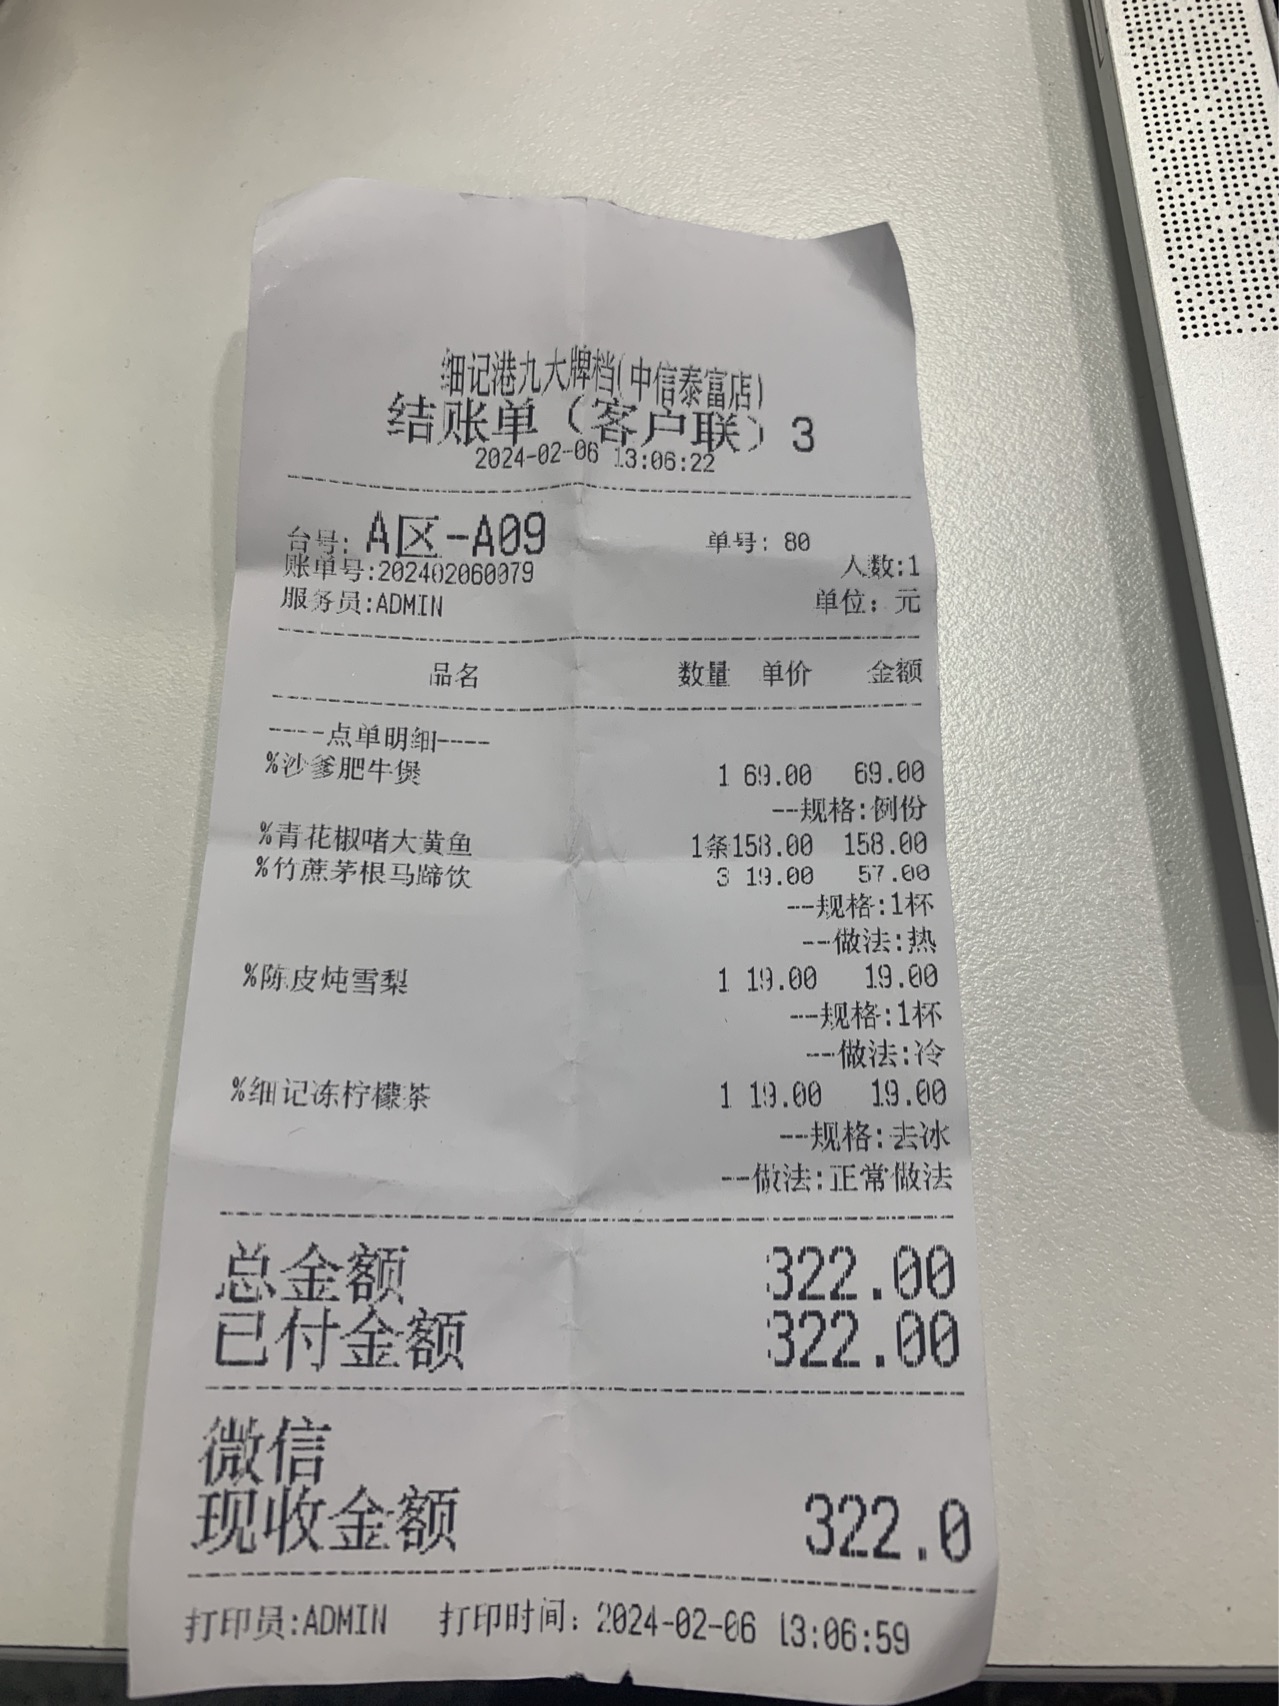 细记港九大牌档(中信泰富店)
结账单（客户联）3
2024-02-06 13:06:22
台号: A区-A09 单号: 80
账单号:202402060079 人数:1
服务员:ADMIN 单位: 元
品名 数量 单价 金额
-----点单明细-----
%沙爹肥牛煲 1 69.00 69.00
--规格:例份
%青花椒啫大黄鱼 1条158.00 158.00
%竹蔗茅根马蹄饮 3 19.00 57.00
--规格:1杯
--做法:热
%陈皮炖雪梨 1 19.00 19.00
--规格:1杯
--做法:冷
%细记冻柠檬茶 1 19.00 19.00
--规格:去冰
--做法:正常做法
总金额 322.00
已付金额 322.00
微信
现收金额 322.0
打印员:ADMIN 打印时间: 2024-02-06 13:06:59